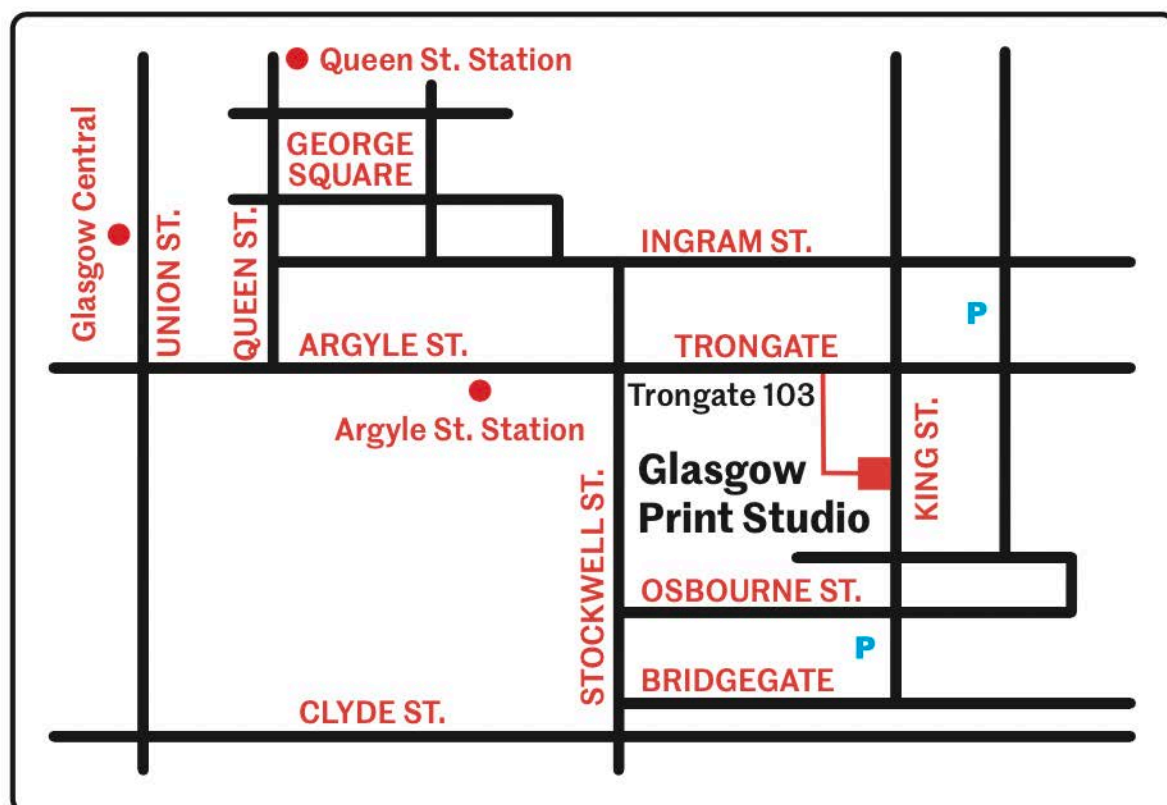 Queen St. Station
GEORGE
SQUARE
Glasgow Central
UNION ST.
QUEEN ST.
INGRAM ST.
P
ARGYLE ST.
TRONGATE
Trongate 103
Argyle St. Station
Glasgow
Print Studio
KING ST.
STOCKWELL ST.
OSBOURNE ST.
P
BRIDGEGATE
CLYDE ST.